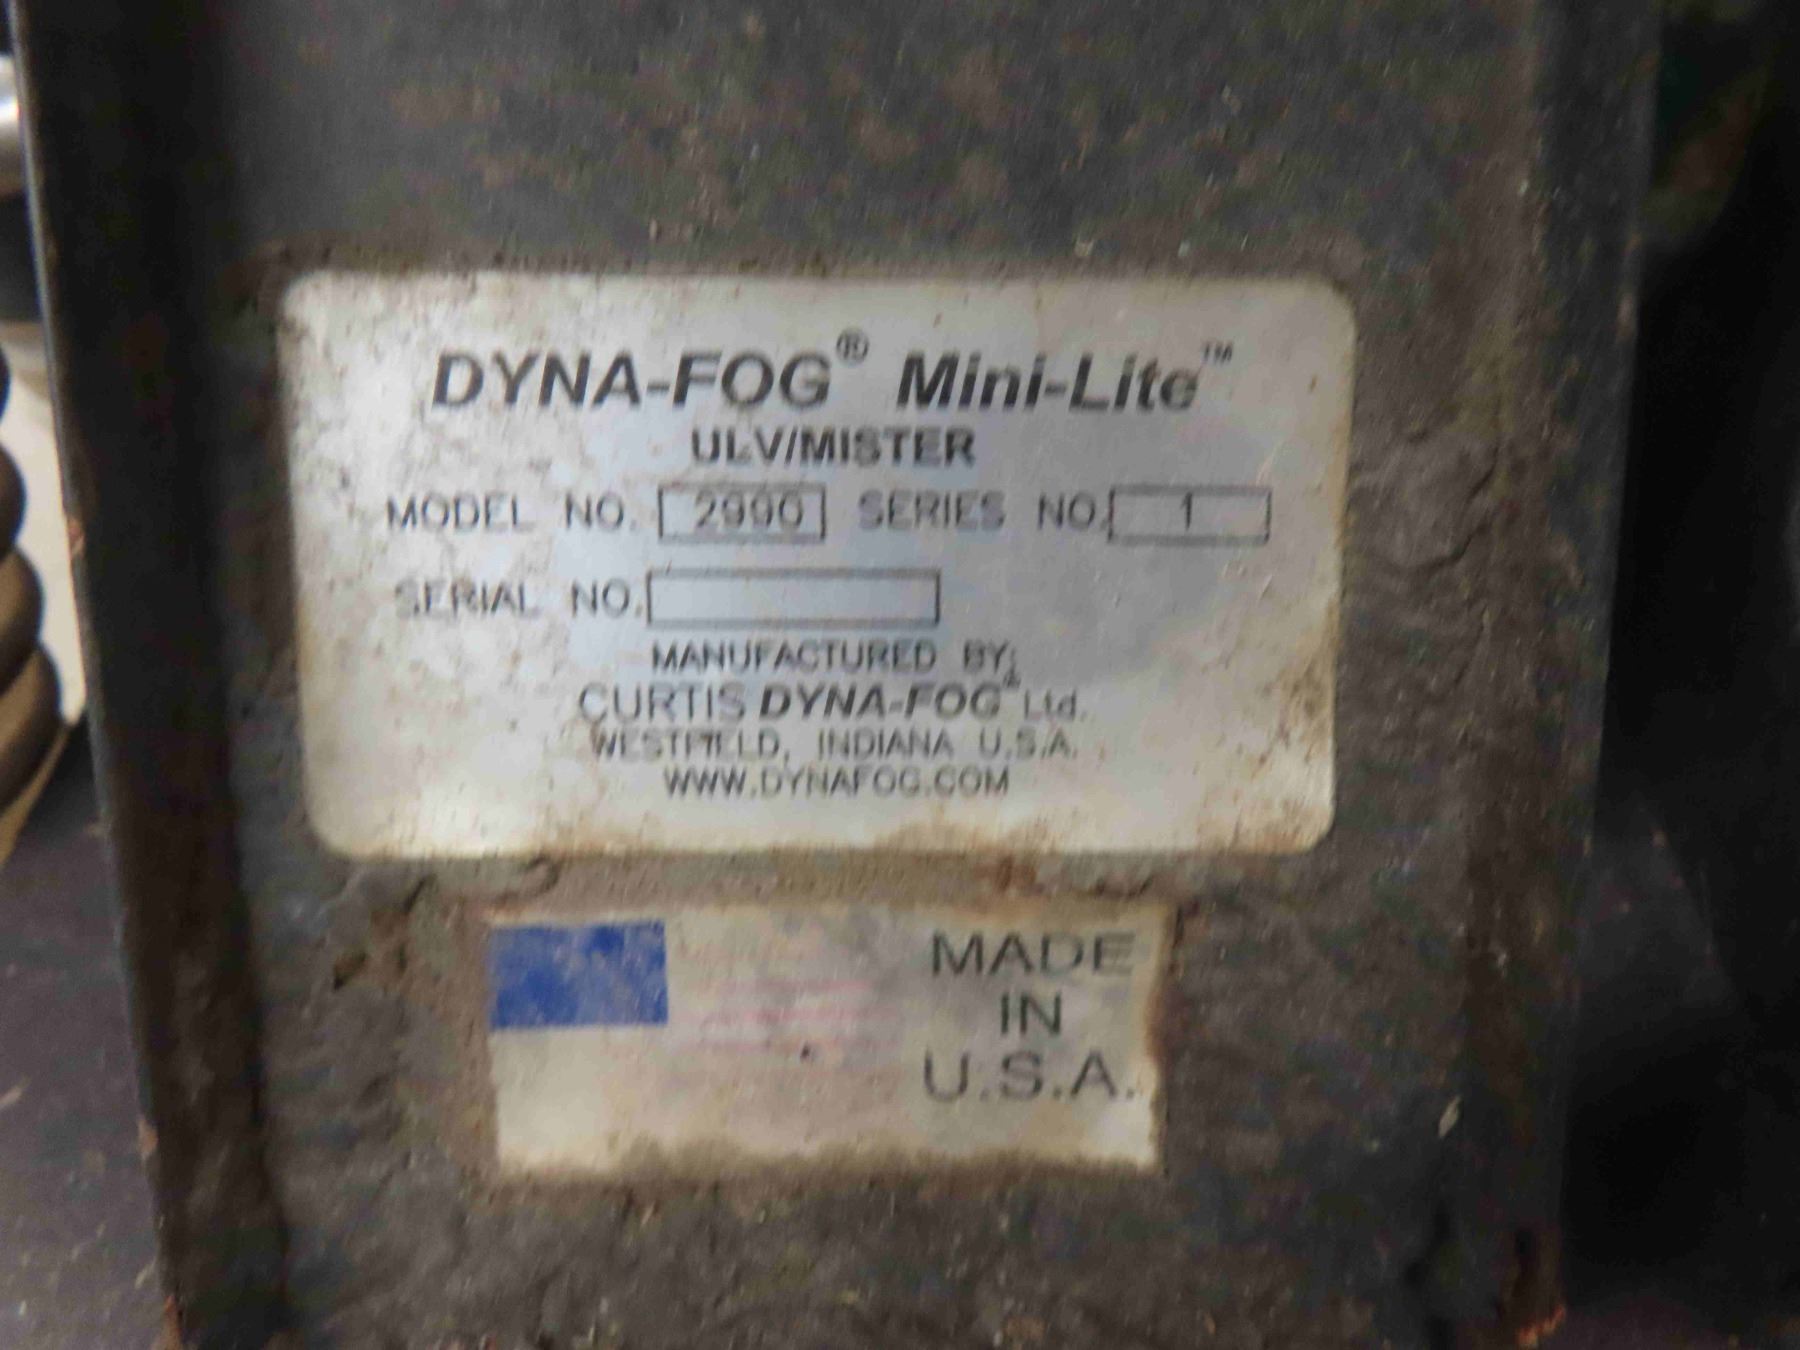 DYNA-FOG® Mini-Lite™
ULV/MISTER
MODEL NO. 2990 SERIES NO. 1
SERIAL NO.
MANUFACTURED BY:
CURTIS DYNA-FOG® Ltd.
WESTFIELD, INDIANA U.S.A.
WWW.DYNAFOG.COM
MADE
IN
U.S.A.